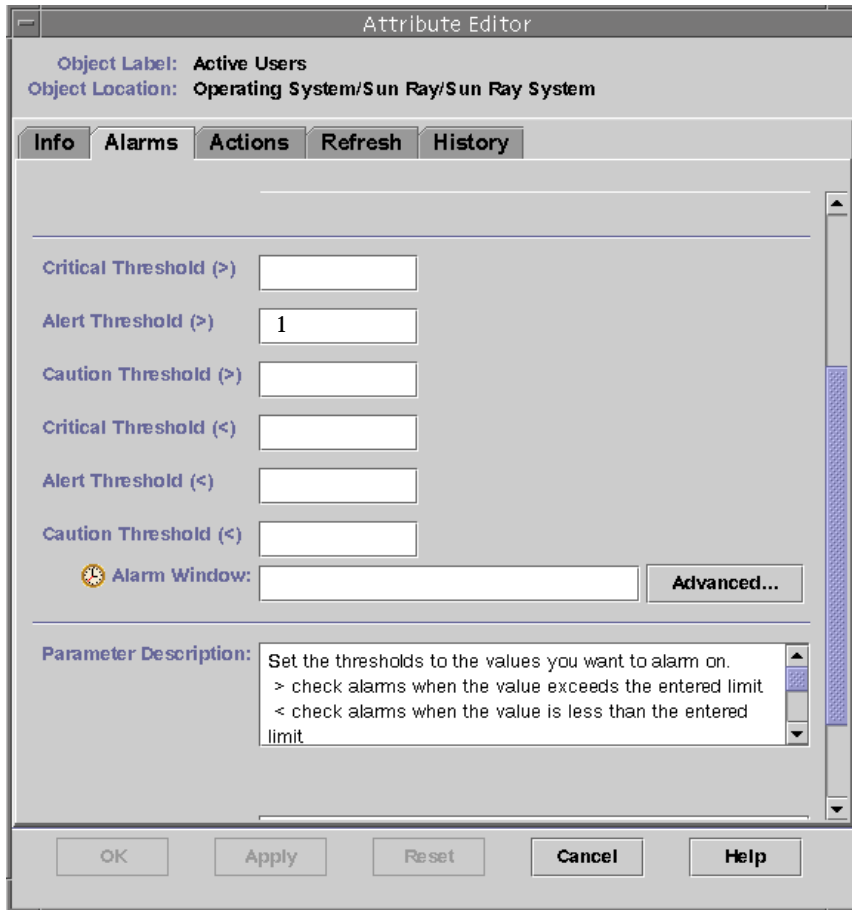 Attribute Editor
Object Label: Active Users
Object Location: Operating System/Sun Ray/Sun Ray System
Info Alarms Actions Refresh History
Critical Threshold (>)
Alert Threshold (>) 1
Caution Threshold (>)
Critical Threshold (<)
Alert Threshold (<)
Caution Threshold (<)
Alarm Window: Advanced...
Parameter Description: Set the thresholds to the values you want to alarm on.
> check alarms when the value exceeds the entered limit
< check alarms when the value is less than the entered
limit
OK Apply Reset Cancel Help